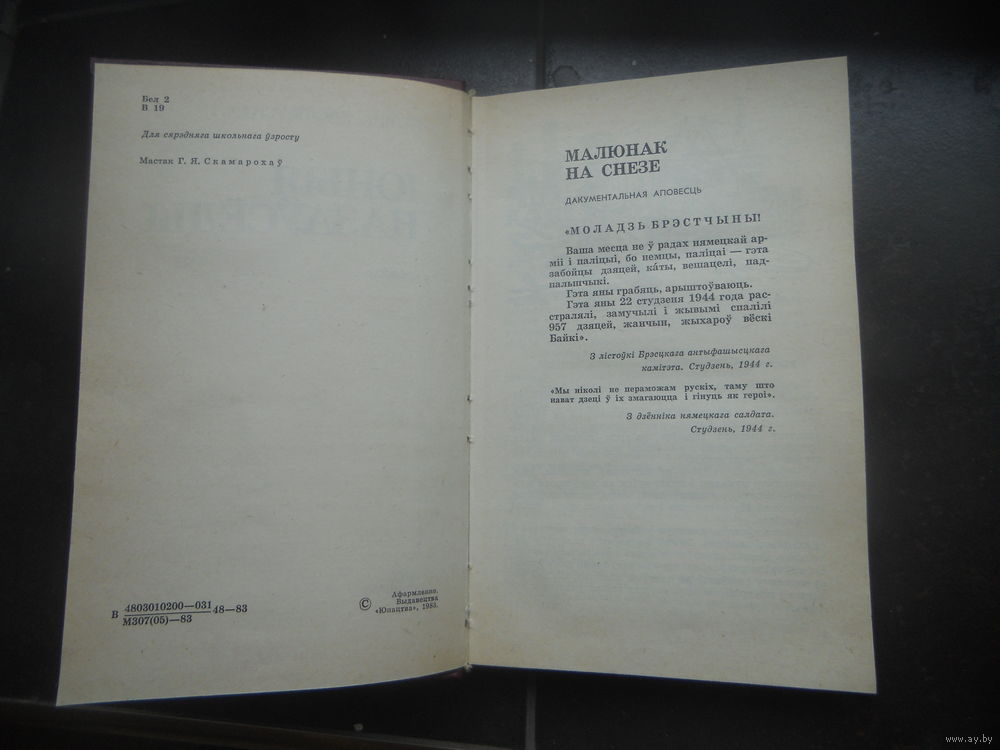 Бел 2
В 19
Для сярэдняга школьнага ўзросту
Мастак Г. Я. Скамарохаў
В 4803010200—031 48—83
М307(05)—83
© Афармленне.
Выдавецтва
«Юнацтва», 1983.
МАЛЮНАК
НА СНЕЗЕ
ДАКУМЕНТАЛЬНАЯ АПОВЕСЦЬ
«МОЛАДЗЬ БРЭСТЧЫНЫ!
Ваша месца не ў радах нямецкай ар-
міі і паліцыі, бо немцы, паліцаі — гэта
забойцы дзяцей, ка́ты, вешацелі, пад-
пальшчыкі.
Гэта яны грабяць, арыштоўваюць.
Гэта яны 22 студзеня 1944 года рас-
стралялі, замучылі і жывымі спалілі
957 дзяцей, жанчын, жыхароў вёскі
Байкі».
З лістоўкі Брэсцкага антыфашысцкага
камітэта. Студзень, 1944 г.
«Мы ніколі не пераможам рускіх, таму што
нават дзеці ў іх змагаюцца і гінуць як героі».
З дзённіка нямецкага салдата.
Студзень, 1944 г.
www.ay.by